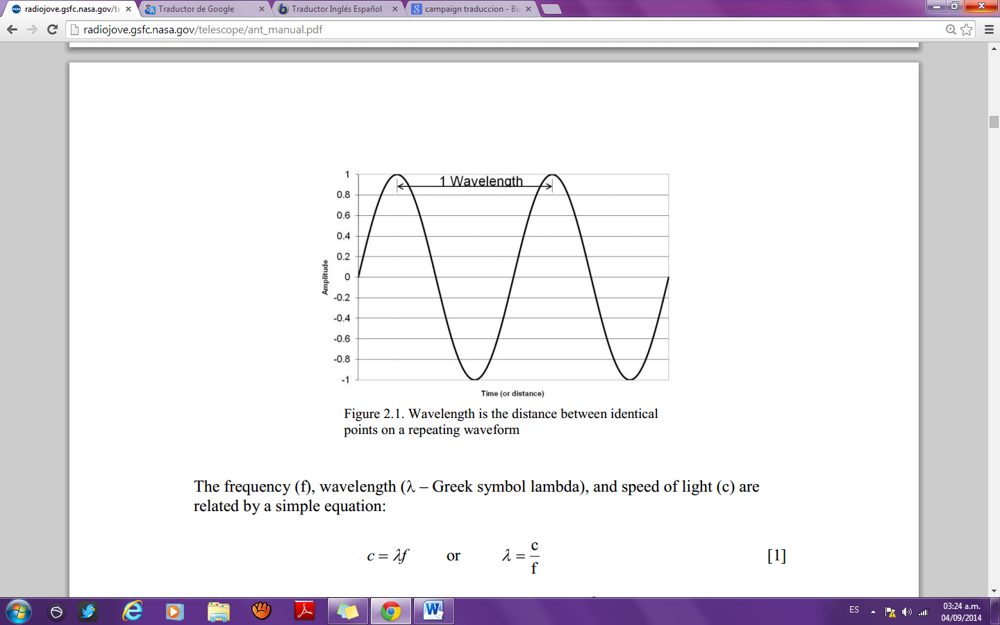 radiojove.gsfc.nasa.gov/te
Traductor de Google
Traductor Inglés Español
campaign traduccion - Bu
radiojove.gsfc.nasa.gov/telescope/ant_manual.pdf
1 Wavelength
1
0.8
0.6
0.4
0.2
0
-0.2
-0.4
-0.6
-0.8
-1
Amplitude
Time (or distance)
Figure 2.1. Wavelength is the distance between identical
points on a repeating waveform
The frequency (f), wavelength (λ – Greek symbol lambda), and speed of light (c) are
related by a simple equation:
c = λf or λ = c/f [1]
ES
03:24 a.m.
04/09/2014